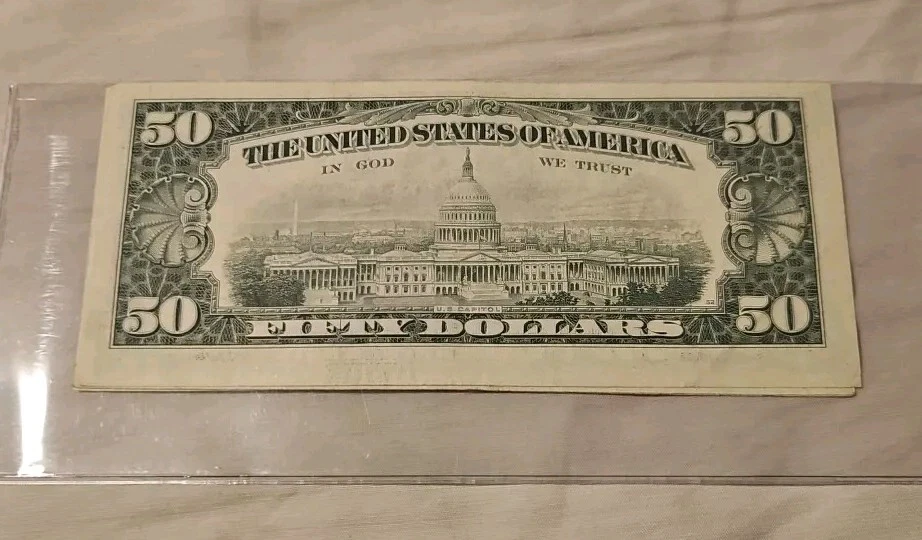 50 50
THE UNITED STATES OF AMERICA
IN GOD WE TRUST
U.S. CAPITOL
50 FIFTY DOLLARS 50